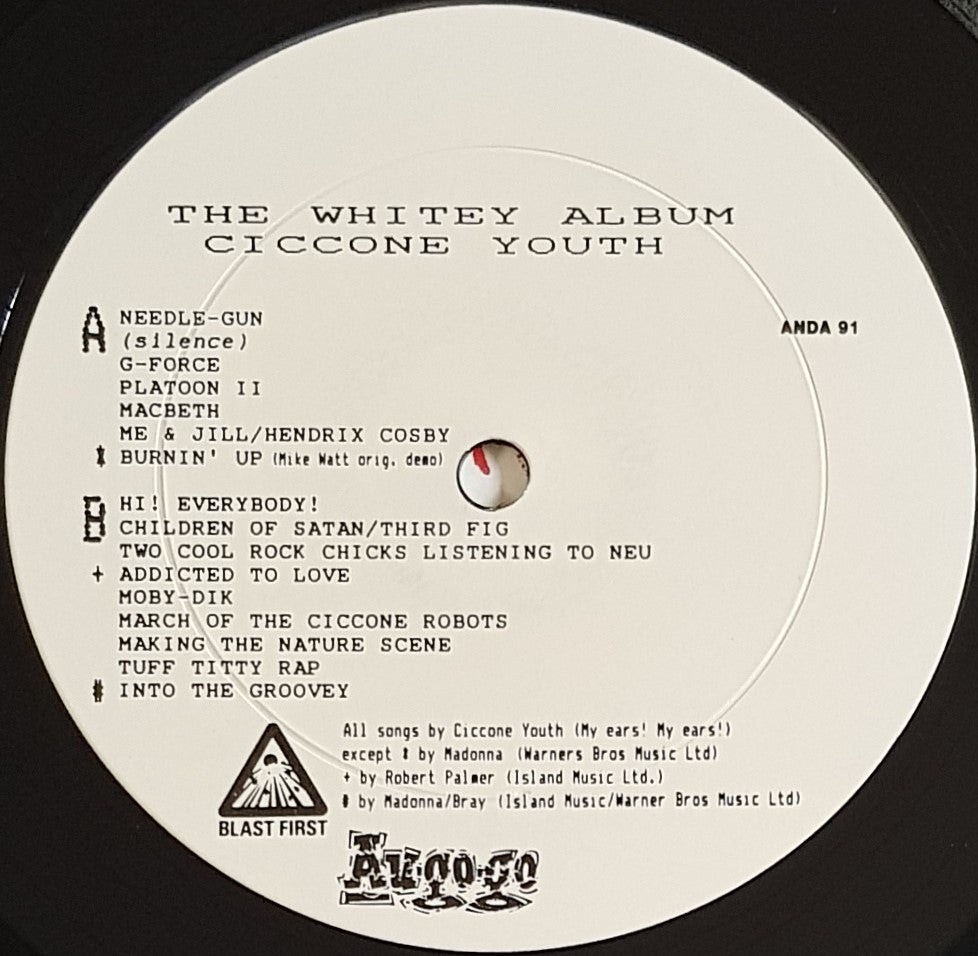 THE WHITEY ALBUM
CICCONE YOUTH
ANDA 91
A NEEDLE-GUN
(silence)
G-FORCE
PLATOON II
MACBETH
ME & JILL/HENDRIX COSBY
‡ BURNIN' UP (Mike Watt orig. demo)
B HI! EVERYBODY!
CHILDREN OF SATAN/THIRD FIG
TWO COOL ROCK CHICKS LISTENING TO NEU
+ ADDICTED TO LOVE
MOBY-DIK
MARCH OF THE CICCONE ROBOTS
MAKING THE NATURE SCENE
TUFF TITTY RAP
# INTO THE GROOVEY
All songs by Ciccone Youth (My ears! My ears!)
except ‡ by Madonna (Warners Bros Music Ltd)
+ by Robert Palmer (Island Music Ltd.)
# by Madonna/Bray (Island Music/Warner Bros Music Ltd)
BLAST FIRST
Augogo